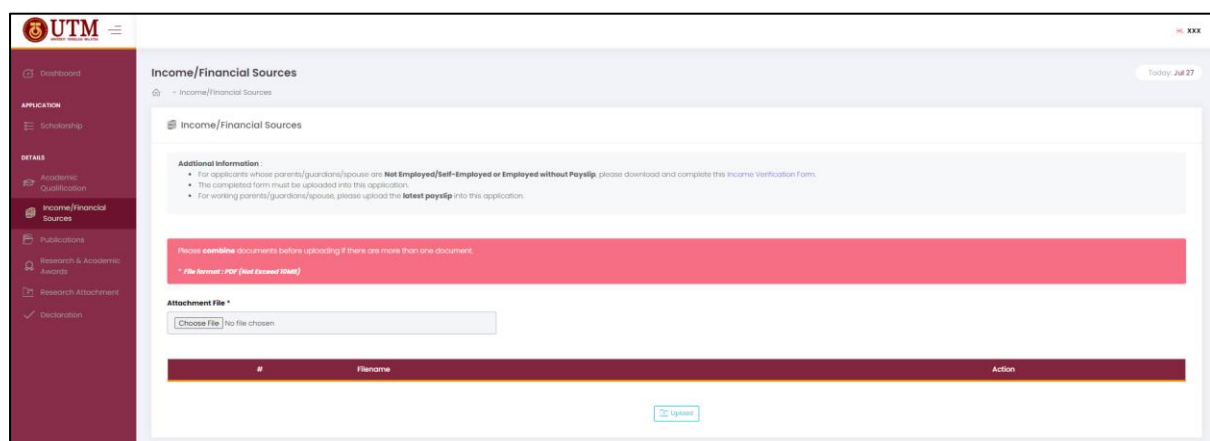 UTM
UNIVERSITI TEKNOLOGI MALAYSIA
Hi, XXX
Dashboard
APPLICATION
Scholarship
DETAILS
Academic
Qualification
Income/Financial
Sources
Publications
Research & Academic
Awards
Research Attachment
Declaration
Income/Financial Sources
Today: Jul 27
- Income/Financial Sources
Income/Financial Sources
Addtional Information :
• For applicants whose parents/guardians/spouse are Not Employed/Self-Employed or Employed without Payslip, please download and complete this Income Verification Form.
• The completed form must be uploaded into this application.
• For working parents/guardians/spouse, please upload the latest payslip into this application.
Please combine documents before uploading if there are more than one document.
* File format : PDF (Not Exceed 10MB)
Attachment File *
Choose File No file chosen
# Filename Action
Upload